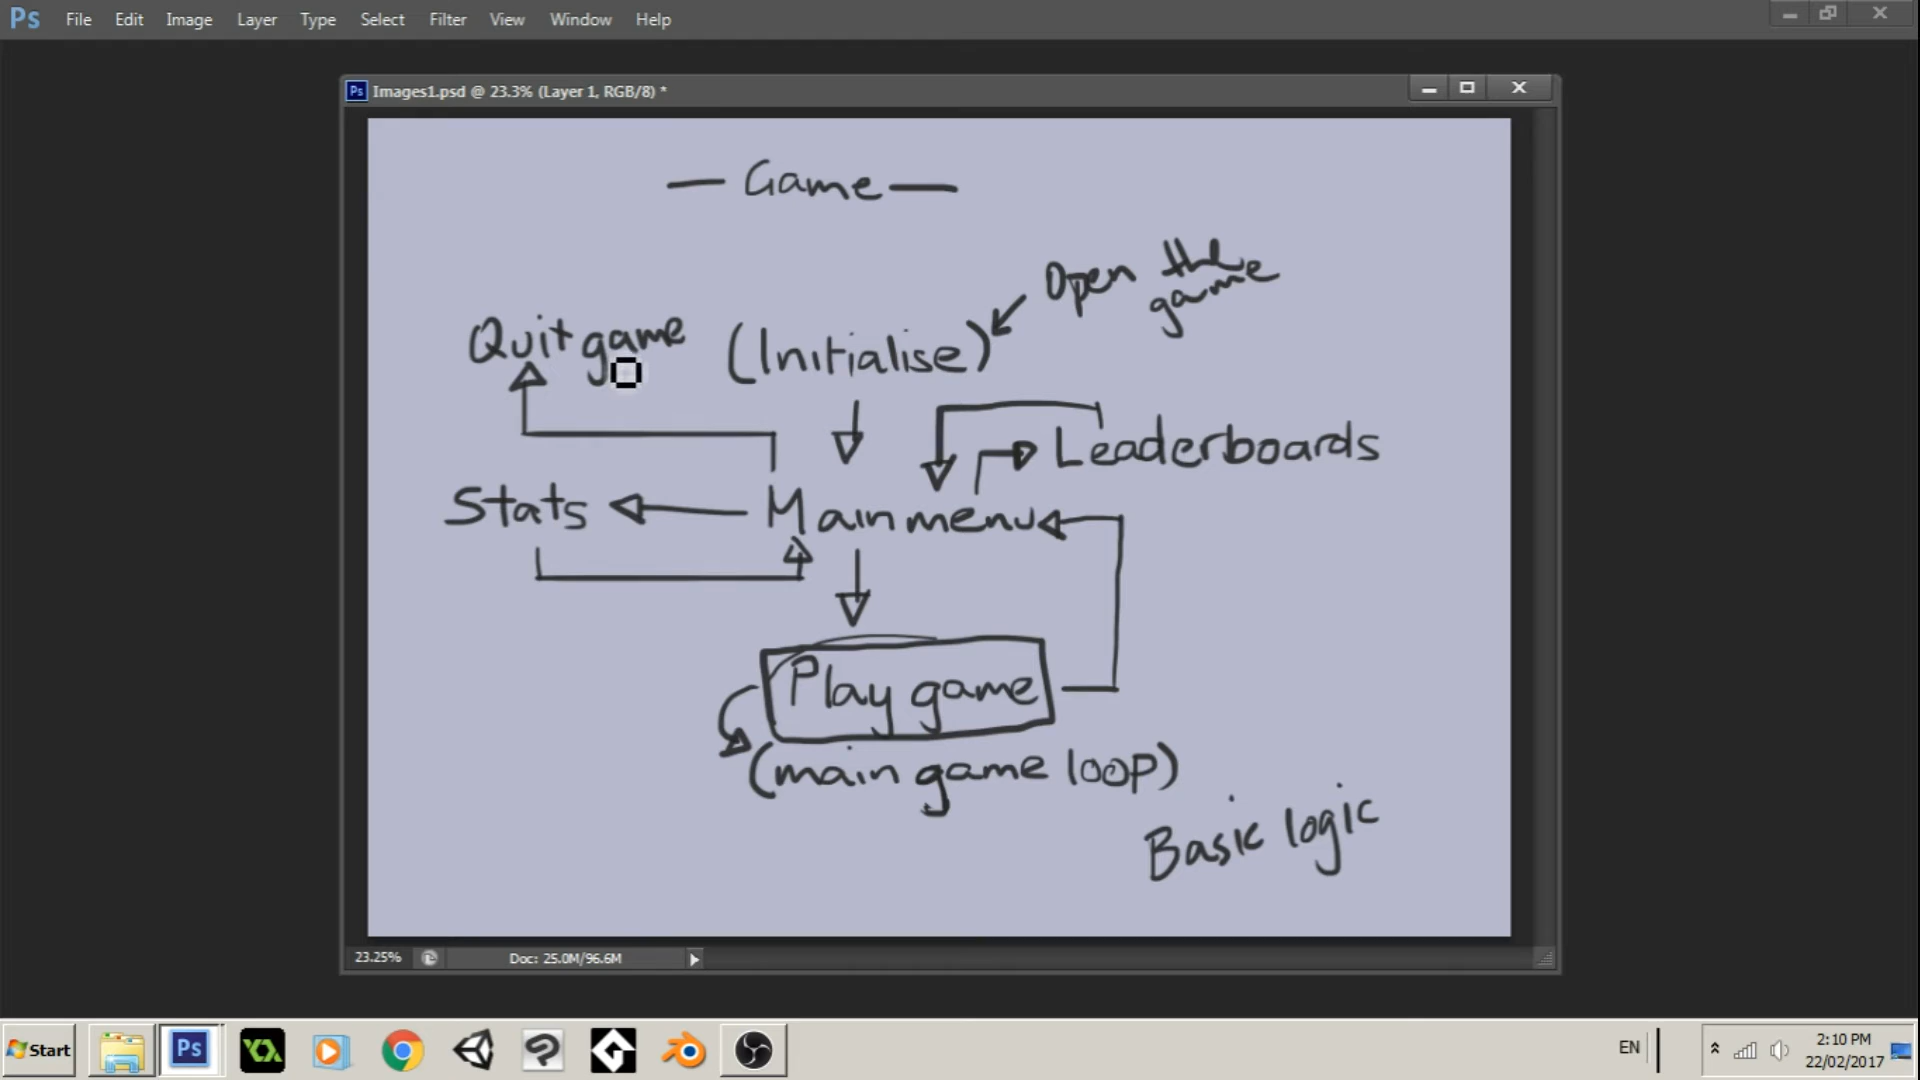 Ps File Edit Image Layer Type Select Filter View Window Help
Ps Images1.psd @ 23.3% (Layer 1, RGB/8) *
— Game —
Open the
game
Quit game
(Initialise)
Leaderboards
Stats
Main menu
Play game
(main game loop)
Basic logic
23.25% Doc: 25.0M/96.6M
Start
Ps
EN
2:10 PM
22/02/2017